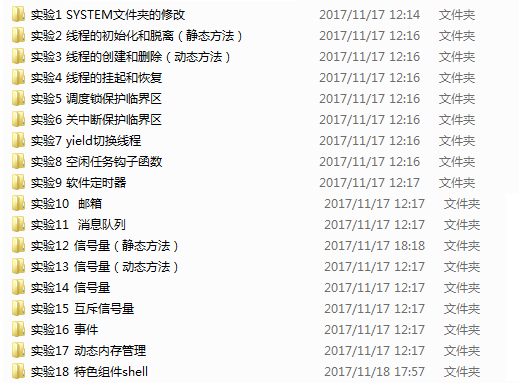 实验1 SYSTEM文件夹的修改 2017/11/17 12:14 文件夹
实验2 线程的初始化和脱离（静态方法） 2017/11/17 12:16 文件夹
实验3 线程的创建和删除（动态方法） 2017/11/17 12:16 文件夹
实验4 线程的挂起和恢复 2017/11/17 12:16 文件夹
实验5 调度锁保护临界区 2017/11/17 12:16 文件夹
实验6 关中断保护临界区 2017/11/17 12:16 文件夹
实验7 yield切换线程 2017/11/17 12:16 文件夹
实验8 空闲任务钩子函数 2017/11/17 12:16 文件夹
实验9 软件定时器 2017/11/17 12:17 文件夹
实验10 邮箱 2017/11/17 12:17 文件夹
实验11 消息队列 2017/11/17 12:17 文件夹
实验12 信号量（静态方法） 2017/11/17 18:18 文件夹
实验13 信号量（动态方法） 2017/11/17 12:17 文件夹
实验14 信号量 2017/11/17 12:17 文件夹
实验15 互斥信号量 2017/11/17 12:17 文件夹
实验16 事件 2017/11/17 12:17 文件夹
实验17 动态内存管理 2017/11/17 12:17 文件夹
实验18 特色组件shell 2017/11/18 17:57 文件夹